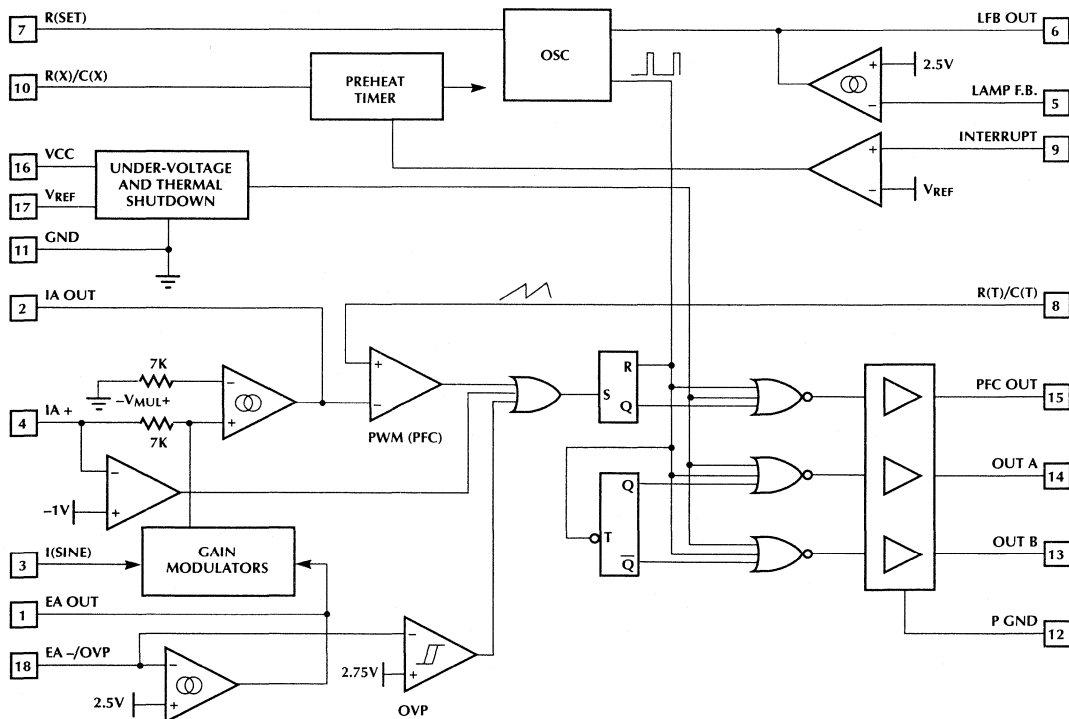 7 R(SET)
OSC
LFB OUT 6
2.5V
10 R(X)/C(X)
PREHEAT
TIMER
LAMP F.B. 5
INTERRUPT 9
VREF
16 VCC
17 VREF
UNDER-VOLTAGE
AND THERMAL
SHUTDOWN
11 GND
2 IA OUT
R(T)/C(T) 8
7K
−VMUL+
7K
4 IA +
−
+
+
−
PWM (PFC)
R
S
Q
PFC OUT 15
−
+
−1V
Q
T
Q
OUT A 14
OUT B 13
3 I(SINE)
GAIN
MODULATORS
1 EA OUT
P GND 12
18 EA −/OVP
−
+
2.5V
−
+
2.75V
OVP